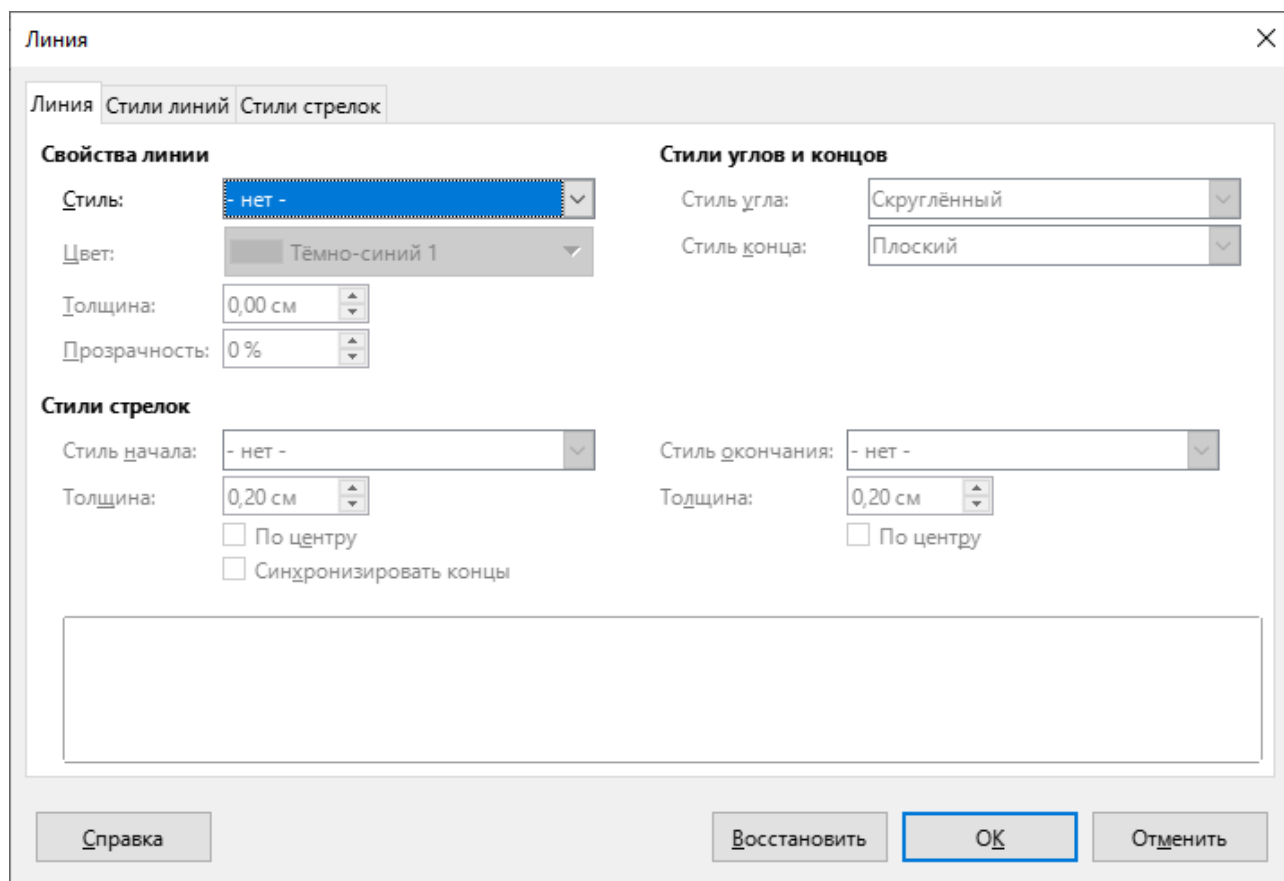 Линия
Линия Стили линий Стили стрелок
Свойства линии
Стиль: - нет -
Цвет: Тёмно-синий 1
Толщина: 0,00 см
Прозрачность: 0 %
Стили углов и концов
Стиль угла: Скруглённый
Стиль конца: Плоский
Стили стрелок
Стиль начала: - нет -
Толщина: 0,20 см
По центру
Синхронизировать концы
Стиль окончания: - нет -
Толщина: 0,20 см
По центру
Справка Восстановить OK Отменить